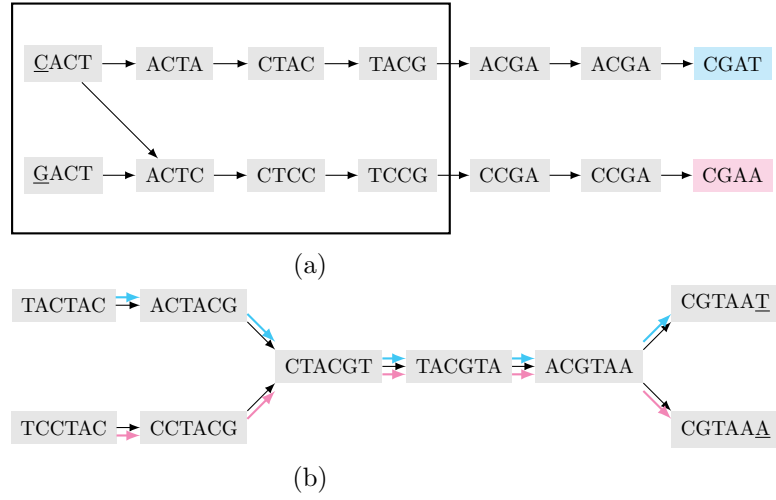 CACT ACTA CTAC TACG ACGA ACGA CGAT
GACT ACTC CTCC TCCG CCGA CCGA CGAA
(a)
TACTAC ACTACG CGTAAT
CTACGT TACGTA ACGTAA
TCCTAC CCTACG CGTAAA
(b)